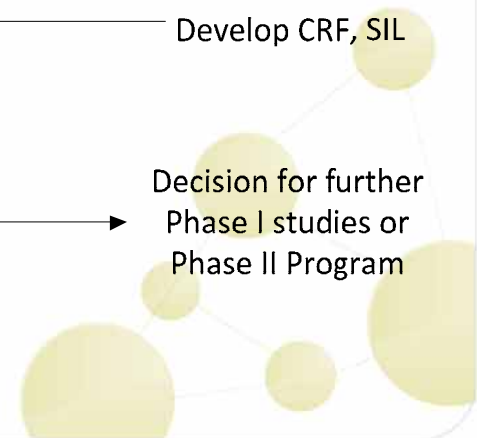 Develop CRF, SIL
Decision for further
Phase I studies or
Phase II Program